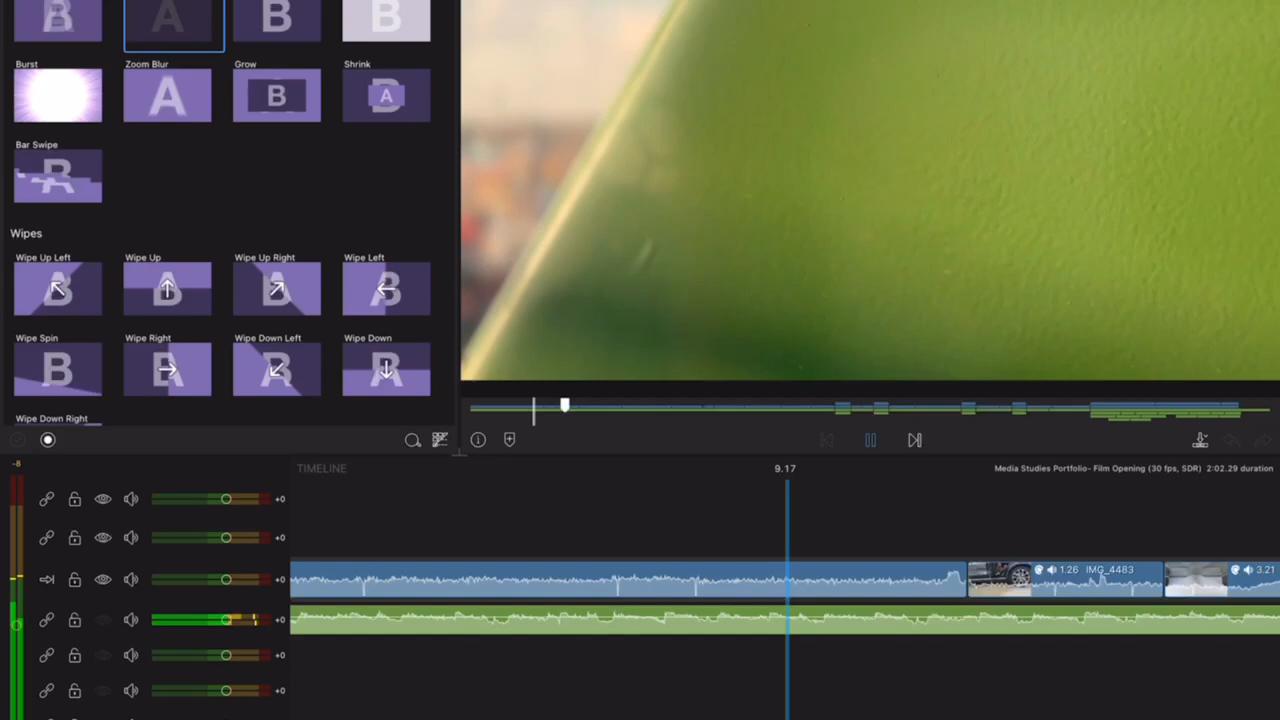 B A B B
Burst Zoom Blur Grow Shrink
A B A B
Bar Swipe
B A
Wipes
Wipe Up Left Wipe Up Wipe Up Right Wipe Left
B B B B
Wipe Spin Wipe Right Wipe Down Left Wipe Down
B B A A
Wipe Down Right
-8
TIMELINE
9.17
Media Studies Portfolio- Film Opening (30 fps, SDR) 2:02.29 duration
+0
+0
+0
1.26 IMG_4483
3.21
+0
+0
+0